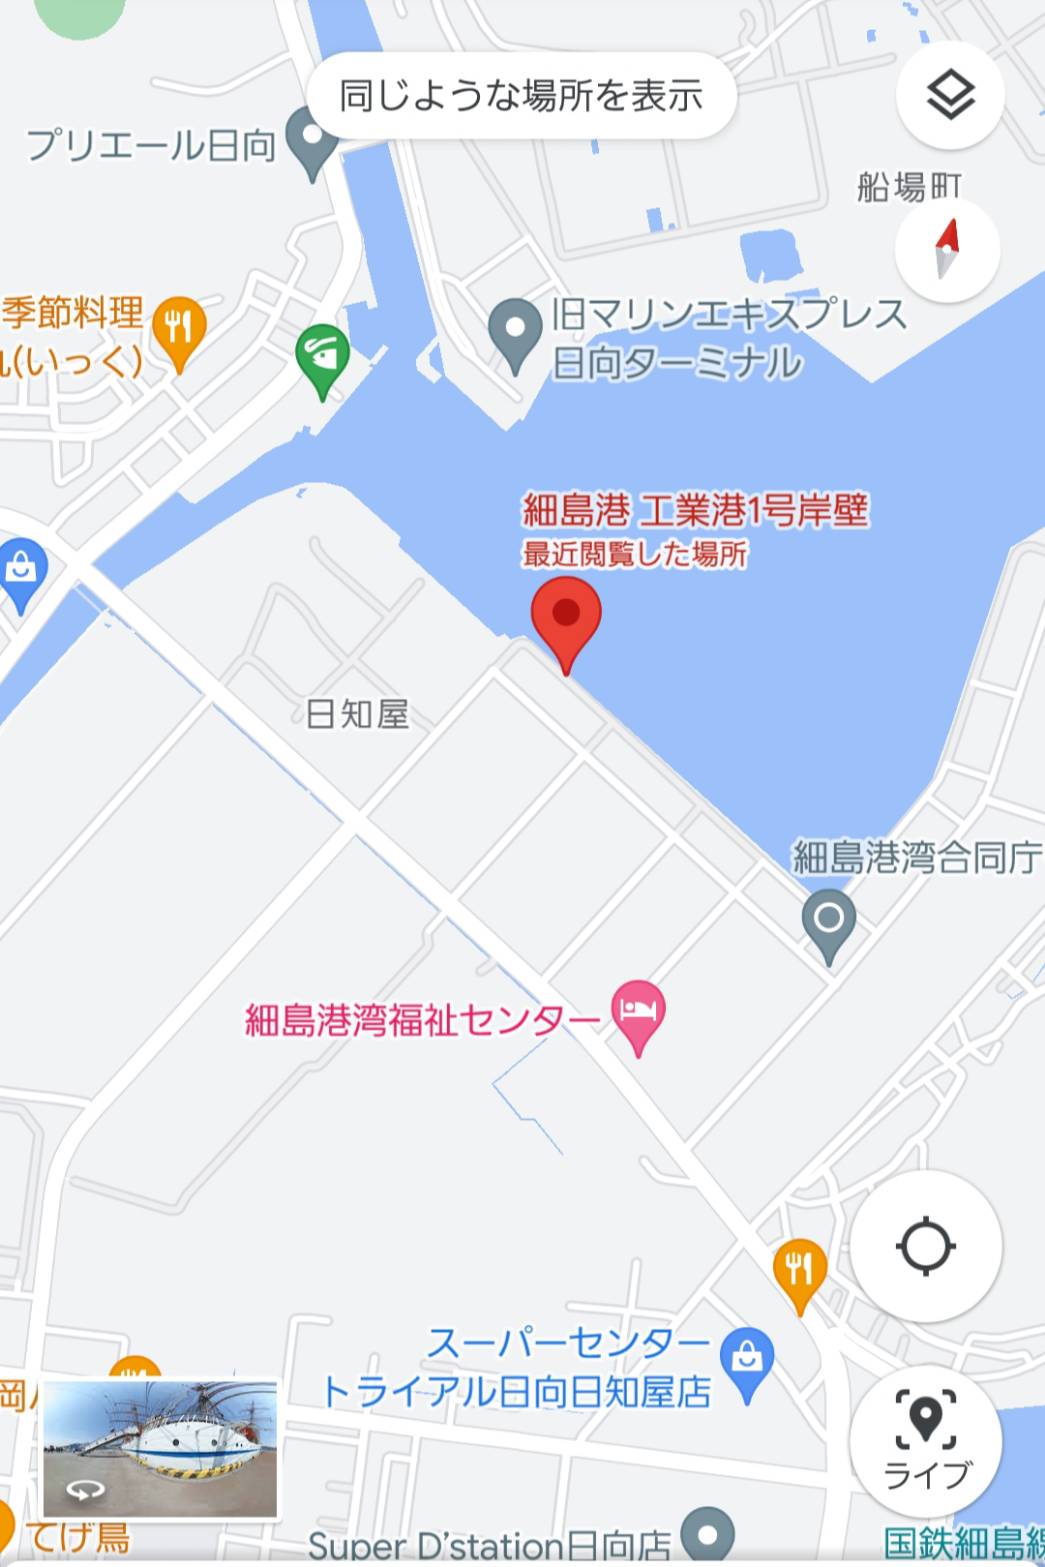 同じような場所を表示
プリエール日向
船場町
季節料理
(いっく)
旧マリンエキスプレス
日向ターミナル
細島港 工業港1号岸壁
最近閲覧した場所
日知屋
細島港湾合同庁
細島港湾福祉センター
スーパーセンター
トライアル日向日知屋店
岡
ライブ
てげ鳥
Super D'station日向店
国鉄細島線